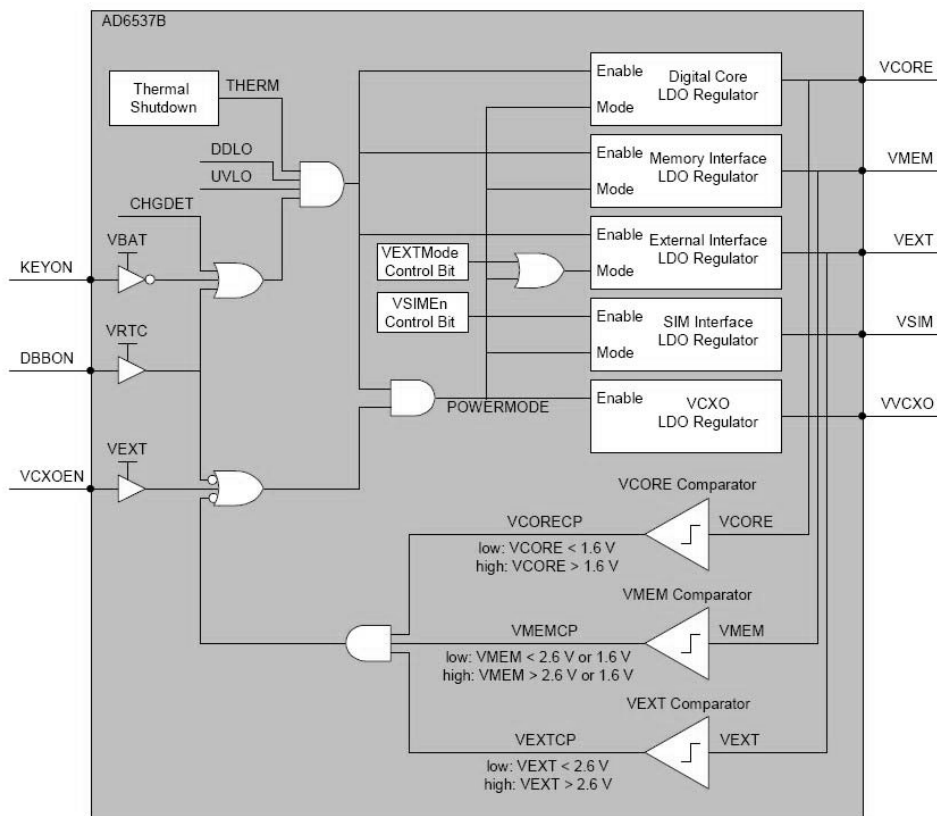 AD6537B
Thermal
Shutdown
THERM
DDLO
UVLO
CHGDET
VBAT
KEYON
VRTC
DBBON
VEXT
VCXOEN
Enable
Mode
Digital Core
LDO Regulator
VCORE
Enable
Mode
Memory Interface
LDO Regulator
VMEM
Enable
Mode
External Interface
LDO Regulator
VEXT
VEXTMode
Control Bit
VSIMEn
Control Bit
Enable
Mode
SIM Interface
LDO Regulator
VSIM
POWERMODE
Enable
VCXO
LDO Regulator
VVCXO
VCORE Comparator
VCORECP
VCORE
low: VCORE < 1.6 V
high: VCORE > 1.6 V
VMEM Comparator
VMEMCP
VMEM
low: VMEM < 2.6 V or 1.6 V
high: VMEM > 2.6 V or 1.6 V
VEXT Comparator
VEXTCP
VEXT
low: VEXT < 2.6 V
high: VEXT > 2.6 V